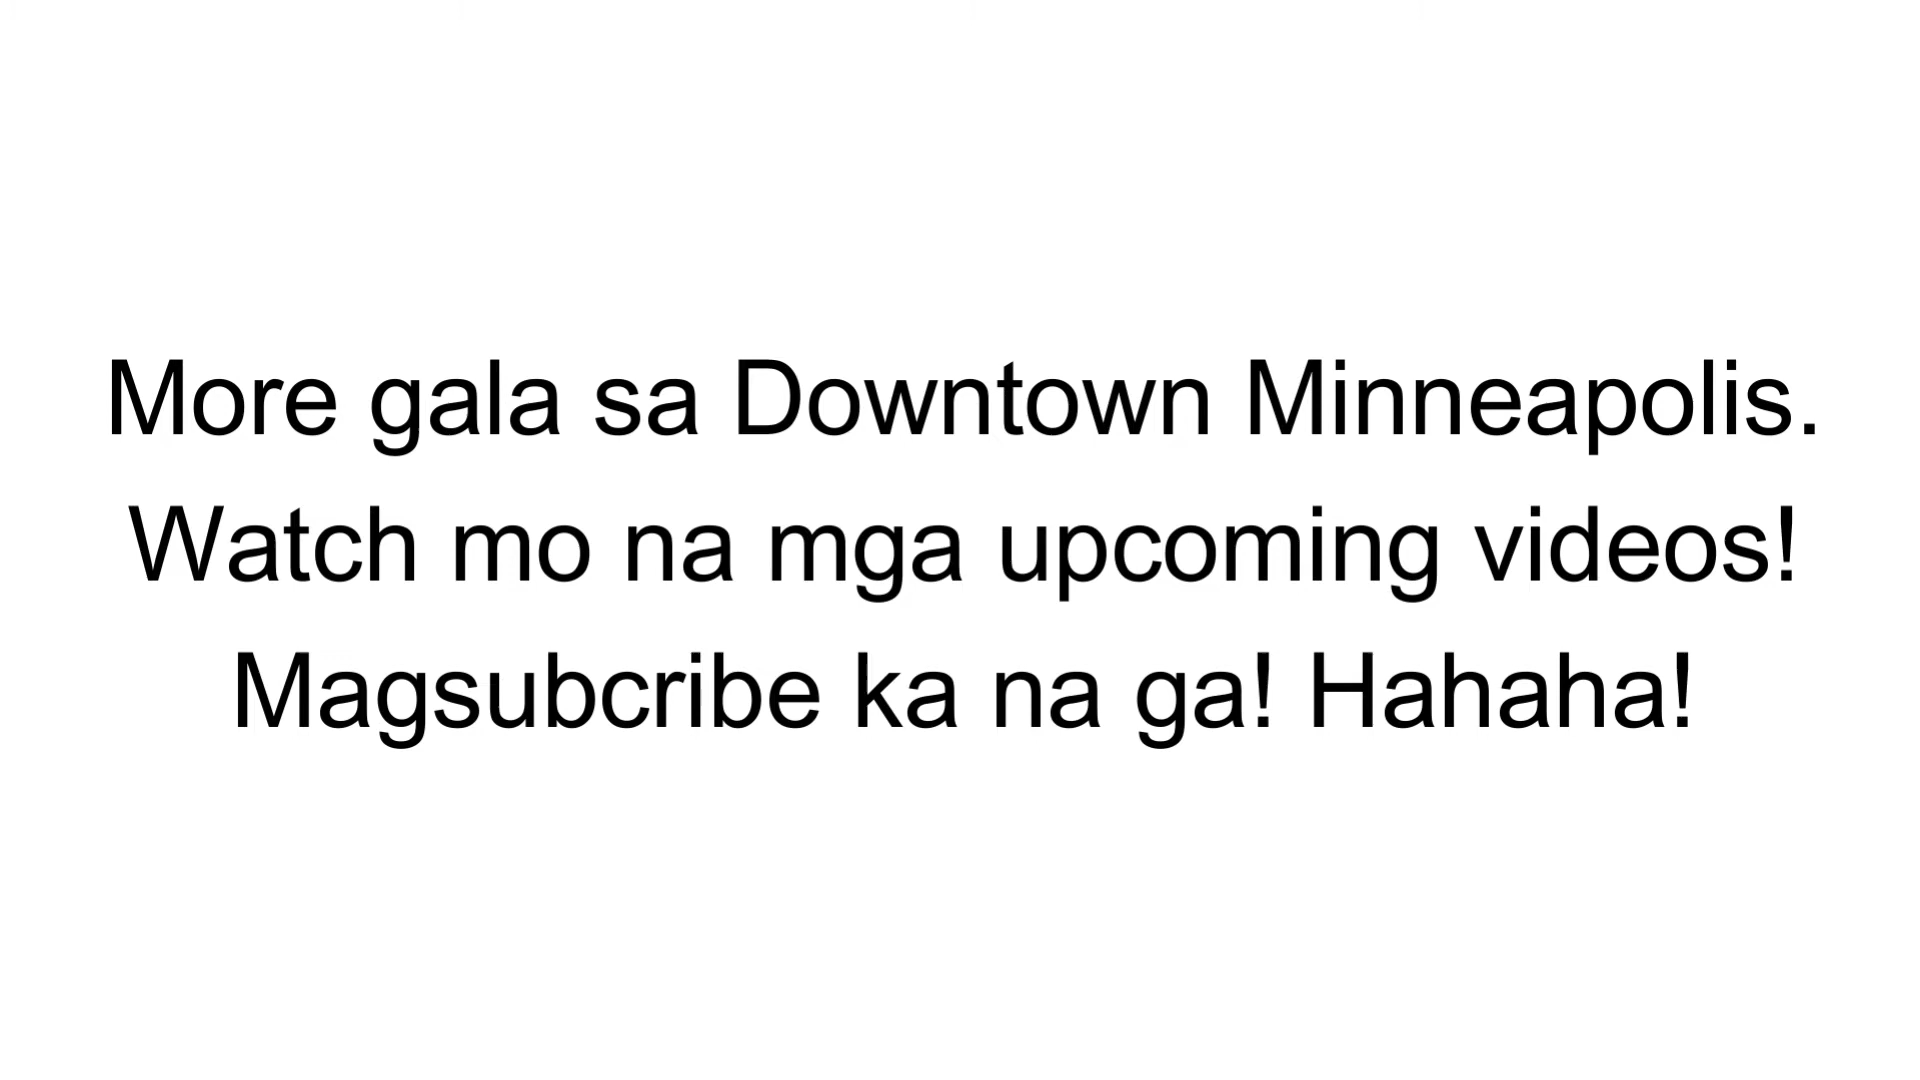 More gala sa Downtown Minneapolis.
Watch mo na mga upcoming videos!
Magsubcribe ka na ga! Hahaha!